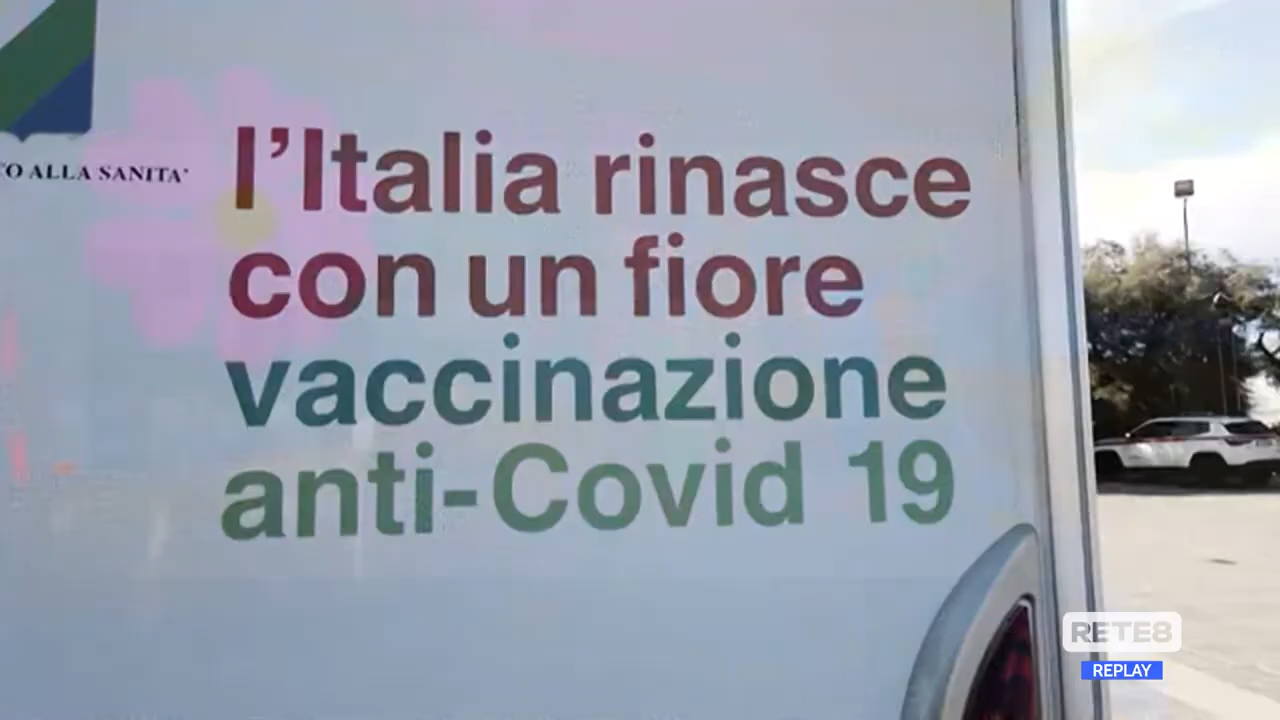 TO ALLA SANITA'
l'Italia rinasce
con un fiore
vaccinazione
anti-Covid 19
RETE8
REPLAY